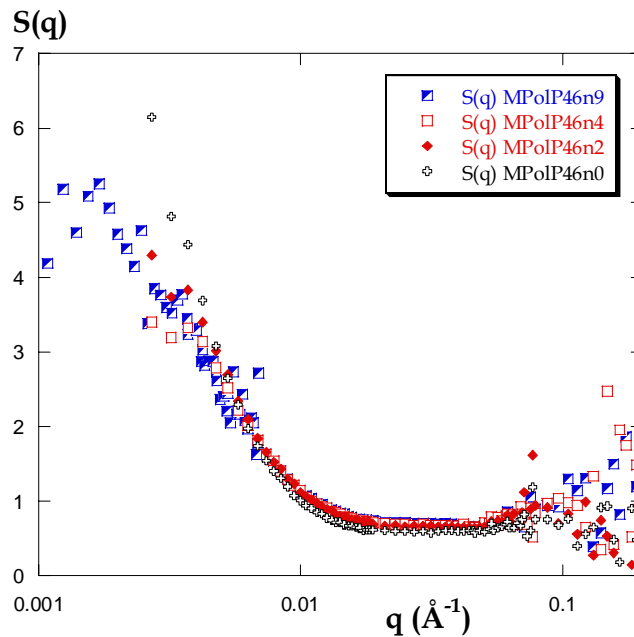 S(q)
7
6
5
4
3
2
1
0
S(q) MPolP46n9
S(q) MPolP46n4
S(q) MPolP46n2
S(q) MPolP46n0
0.001
0.01
0.1
q (Å⁻¹)